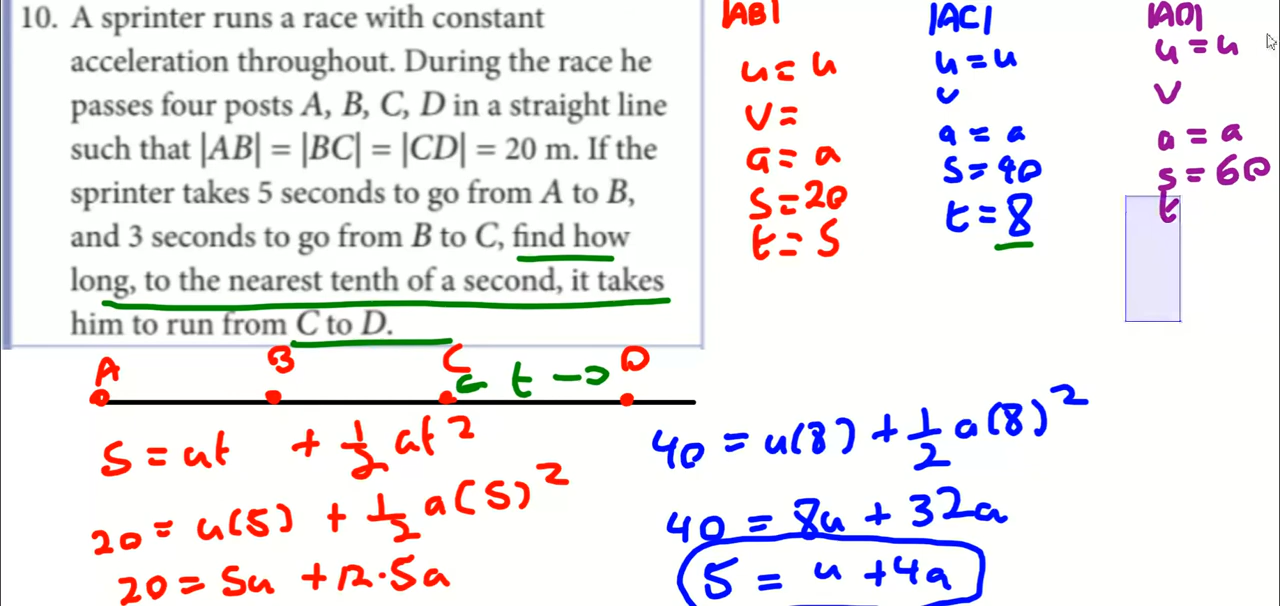 10. A sprinter runs a race with constant
acceleration throughout. During the race he
passes four posts A, B, C, D in a straight line
such that |AB| = |BC| = |CD| = 20 m. If the
sprinter takes 5 seconds to go from A to B,
and 3 seconds to go from B to C, find how
long, to the nearest tenth of a second, it takes
him to run from C to D.
|AB|
u = u
v =
a = a
s = 20
t = 5
|AC|
u = u
v
a = a
s = 40
t = 8
|AD|
u = u
v
a = a
s = 60
t
A B C ← t → D
s = ut + 1/2 at²
20 = u(5) + 1/2 a(5)²
20 = 5u + 12.5a
40 = u(8) + 1/2 a(8)²
40 = 8u + 32a
5 = u + 4a